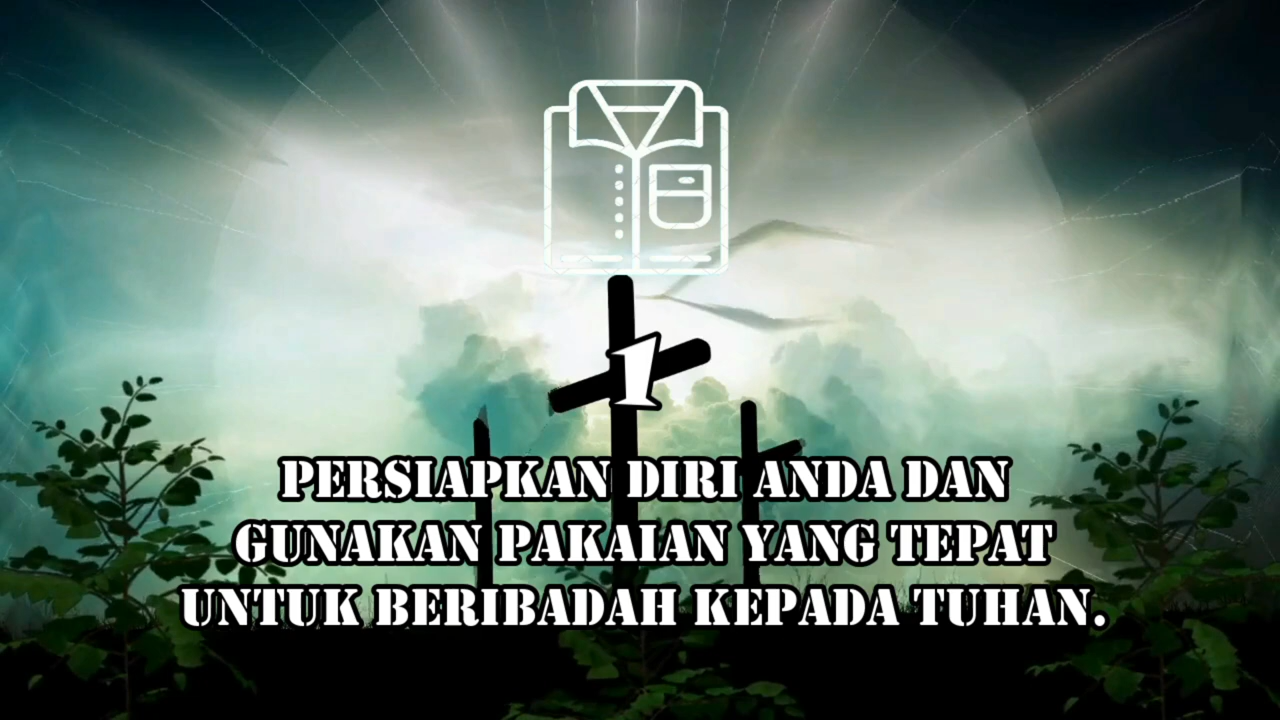 1
PERSIAPKAN DIRI ANDA DAN
GUNAKAN PAKAIAN YANG TEPAT
UNTUK BERIBADAH KEPADA TUHAN.